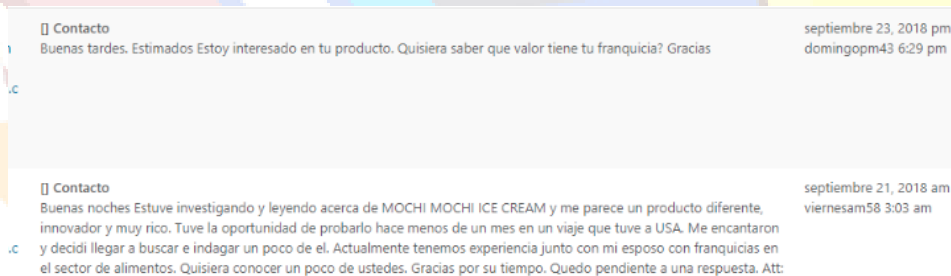 [] Contacto
Buenas tardes. Estimados Estoy interesado en tu producto. Quisiera saber que valor tiene tu franquicia? Gracias
septiembre 23, 2018 pm
domingopm43 6:29 pm
.c
[] Contacto
Buenas noches Estuve investigando y leyendo acerca de MOCHI MOCHI ICE CREAM y me parece un producto diferente,
innovador y muy rico. Tuve la oportunidad de probarlo hace menos de un mes en un viaje que tuve a USA. Me encantaron
y decidi llegar a buscar e indagar un poco de el. Actualmente tenemos experiencia junto con mi esposo con franquicias en
el sector de alimentos. Quisiera conocer un poco de ustedes. Gracias por su tiempo. Quedo pendiente a una respuesta. Att:
septiembre 21, 2018 am
viernesam58 3:03 am
.c